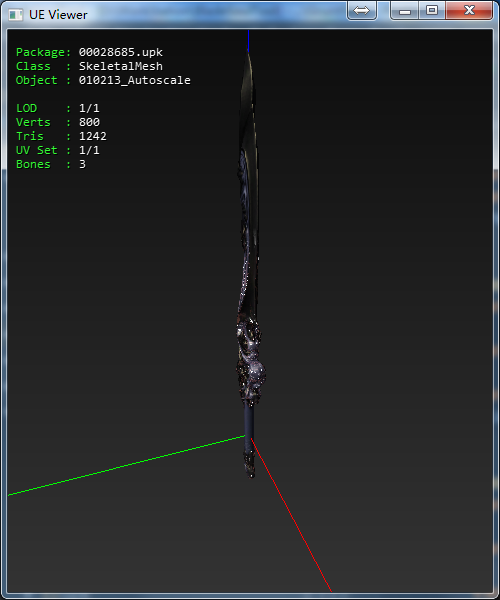 UE Viewer
Package: 00028685.upk
Class : SkeletalMesh
Object : 010213_Autoscale
LOD : 1/1
Verts : 800
Tris : 1242
UV Set : 1/1
Bones : 3